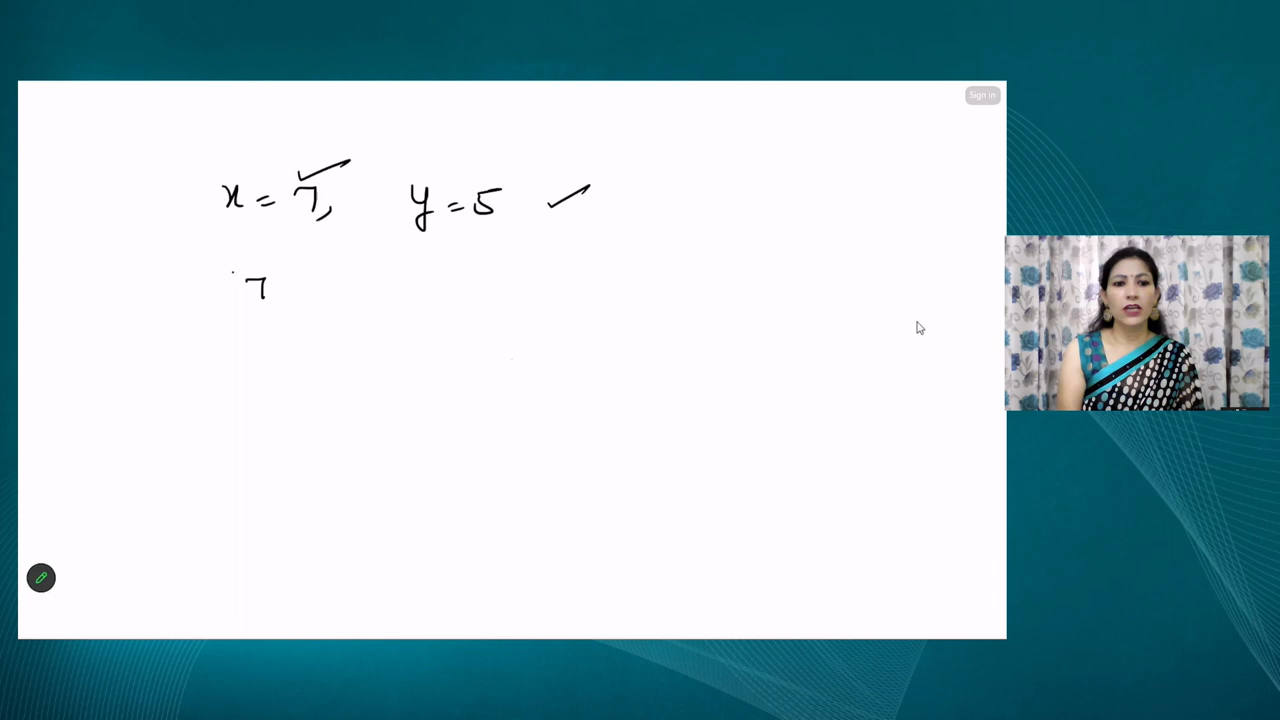 Sign in
x = 7, y = 5
7